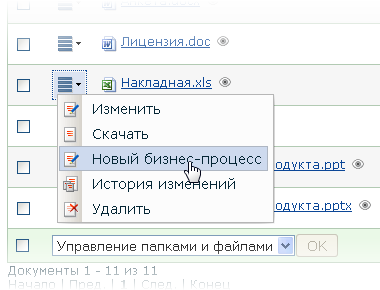 Лицензия.doc
Накладная.xls
Изменить
Скачать
Новый бизнес-процесс
одукта.ppt
История изменений
Удалить
одукта.pptx
Управление папками и файлами
OK
Документы 1 - 11 из 11
Начало | Пред. | 1 | След. | Конец